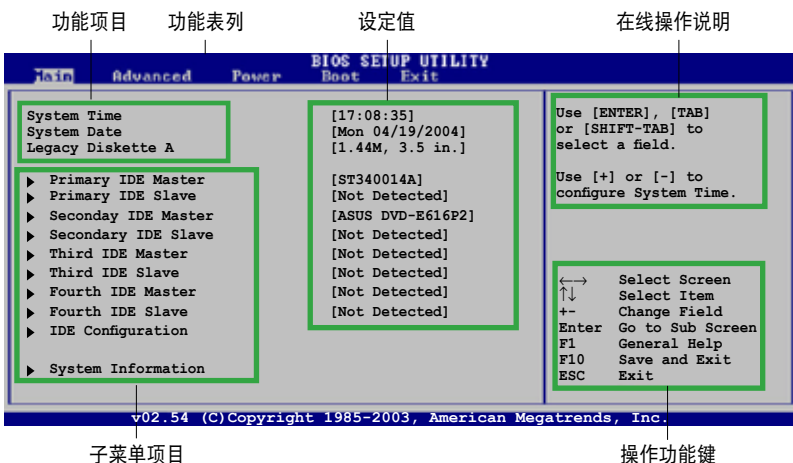 功能项目 功能表列 设定值 在线操作说明
BIOS SETUP UTILITY
Main Advanced Power Boot Exit
System Time [17:08:35]
System Date [Mon 04/19/2004]
Legacy Diskette A [1.44M, 3.5 in.]
Primary IDE Master [ST340014A]
Primary IDE Slave [Not Detected]
Seconday IDE Master [ASUS DVD-E616P2]
Secondary IDE Slave [Not Detected]
Third IDE Master [Not Detected]
Third IDE Slave [Not Detected]
Fourth IDE Master [Not Detected]
Fourth IDE Slave [Not Detected]
IDE Configuration
System Information
Use [ENTER], [TAB]
or [SHIFT-TAB] to
select a field.
Use [+] or [-] to
configure System Time.
←→ Select Screen
↑↓ Select Item
+- Change Field
Enter Go to Sub Screen
F1 General Help
F10 Save and Exit
ESC Exit
v02.54 (C)Copyright 1985-2003, American Megatrends, Inc.
子菜单项目 操作功能键